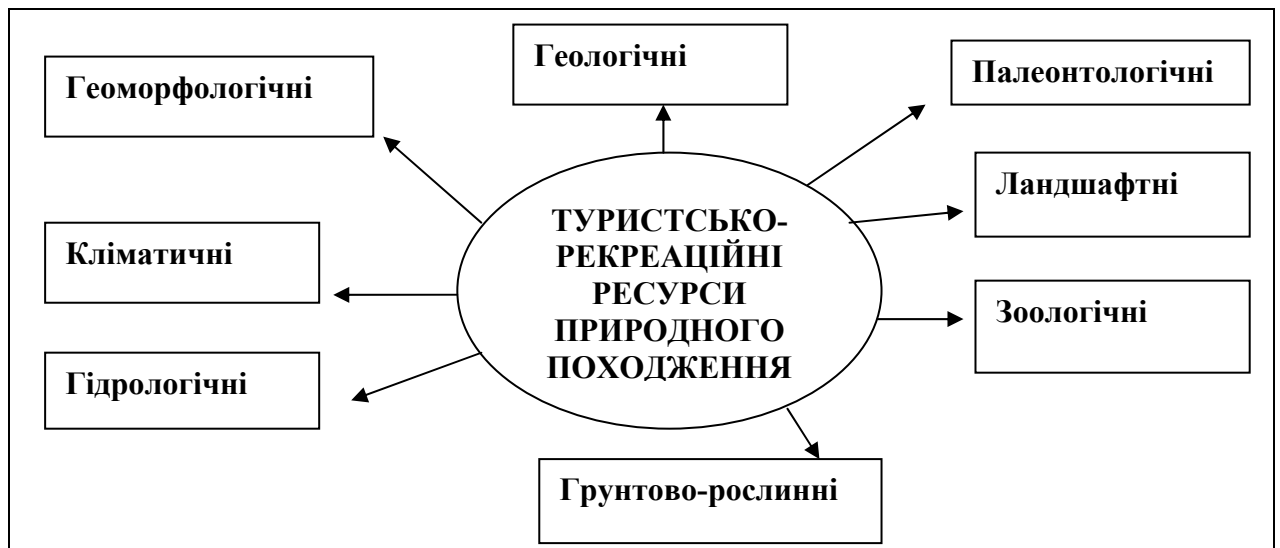 Геологічні
Геоморфологічні
Палеонтологічні
Ландшафтні
Кліматичні
ТУРИСТСЬКО-
РЕКРЕАЦІЙНІ
РЕСУРСИ
ПРИРОДНОГО
ПОХОДЖЕННЯ
Зоологічні
Гідрологічні
Грунтово-рослинні